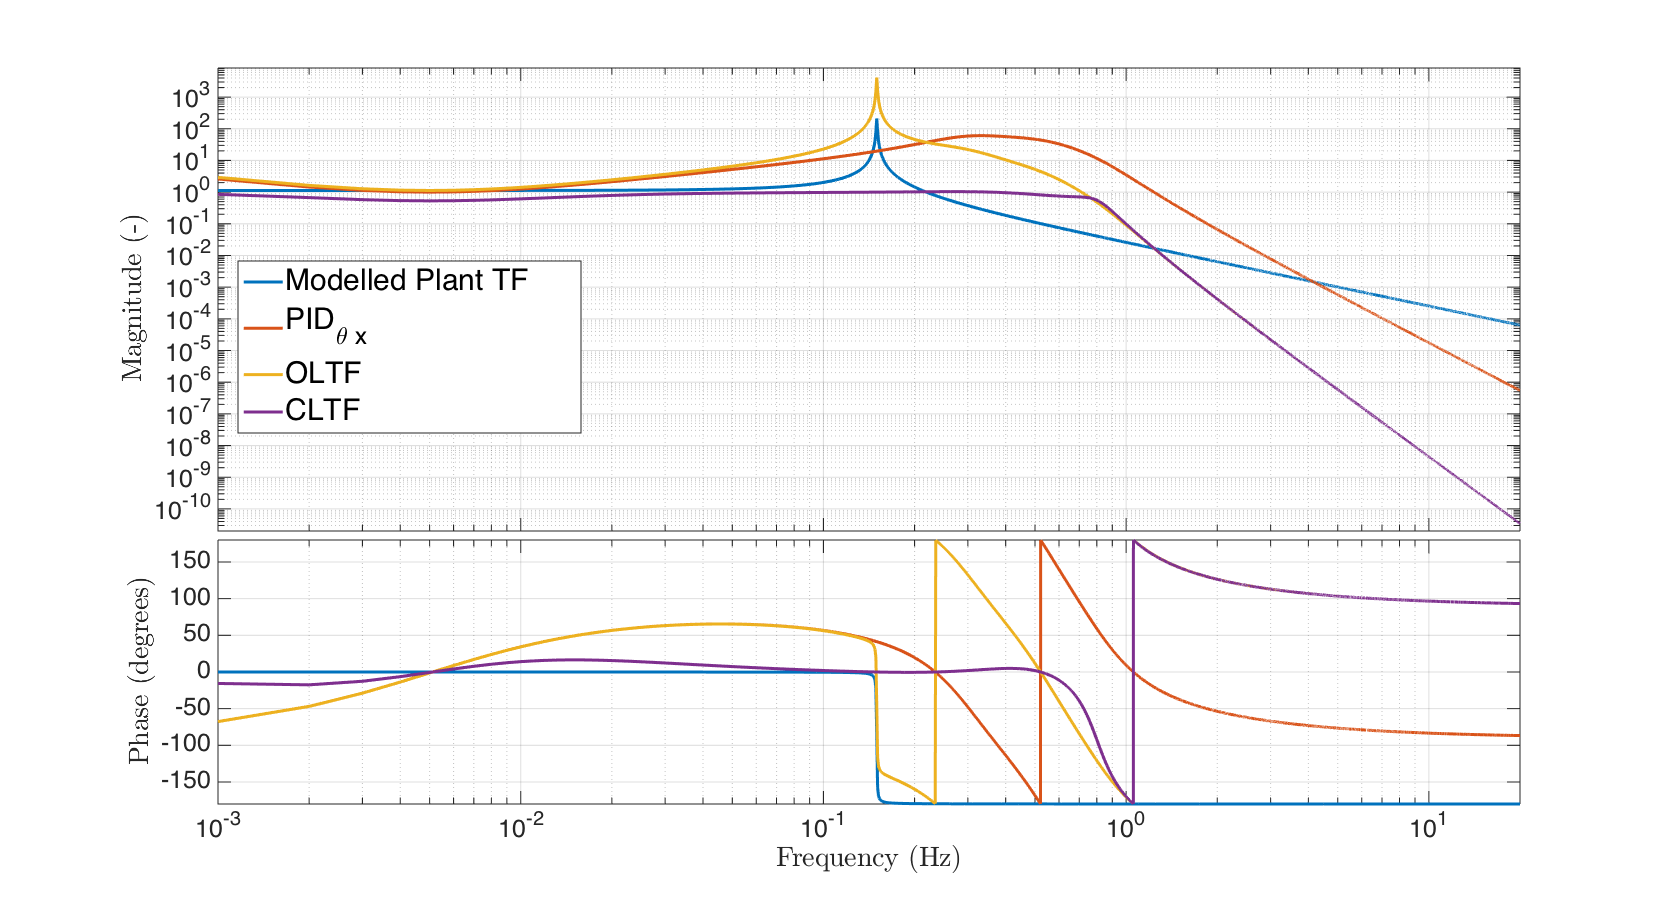 10^3
10^2
10^1
10^0
10^-1
10^-2
10^-3
10^-4
10^-5
10^-6
10^-7
10^-8
10^-9
10^-10
Magnitude (-)
Modelled Plant TF
PID_θ x
OLTF
CLTF
150
100
50
0
-50
-100
-150
Phase (degrees)
10^-3 10^-2 10^-1 10^0 10^1
Frequency (Hz)